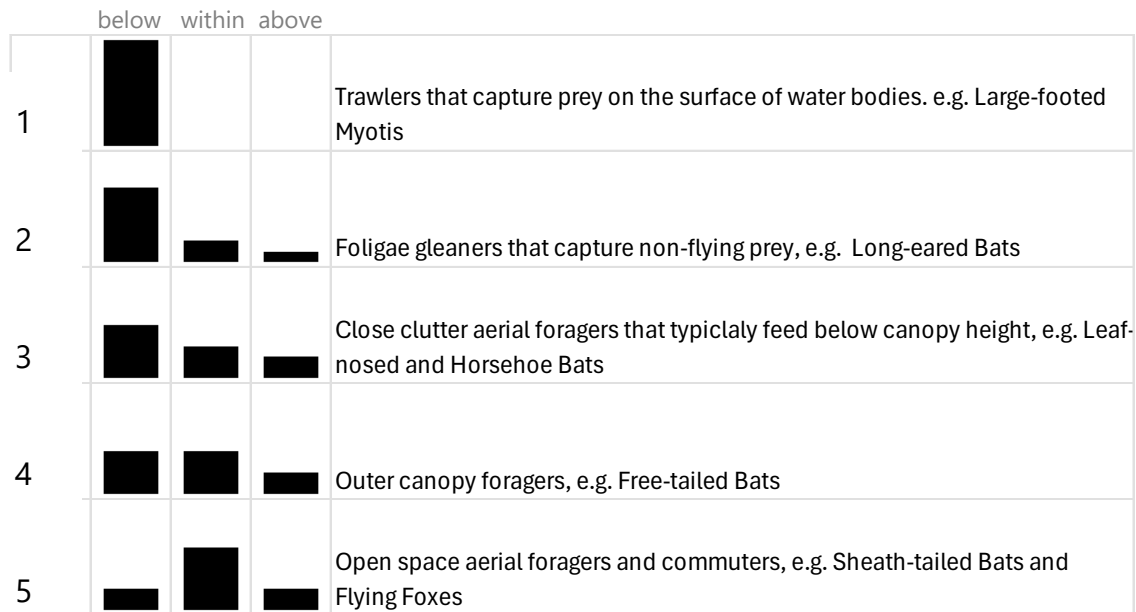 below within above
1
Trawlers that capture prey on the surface of water bodies. e.g. Large-footed
Myotis
2
Foligae gleaners that capture non-flying prey, e.g. Long-eared Bats
3
Close clutter aerial foragers that typiclaly feed below canopy height, e.g. Leaf-
nosed and Horsehoe Bats
4
Outer canopy foragers, e.g. Free-tailed Bats
5
Open space aerial foragers and commuters, e.g. Sheath-tailed Bats and
Flying Foxes